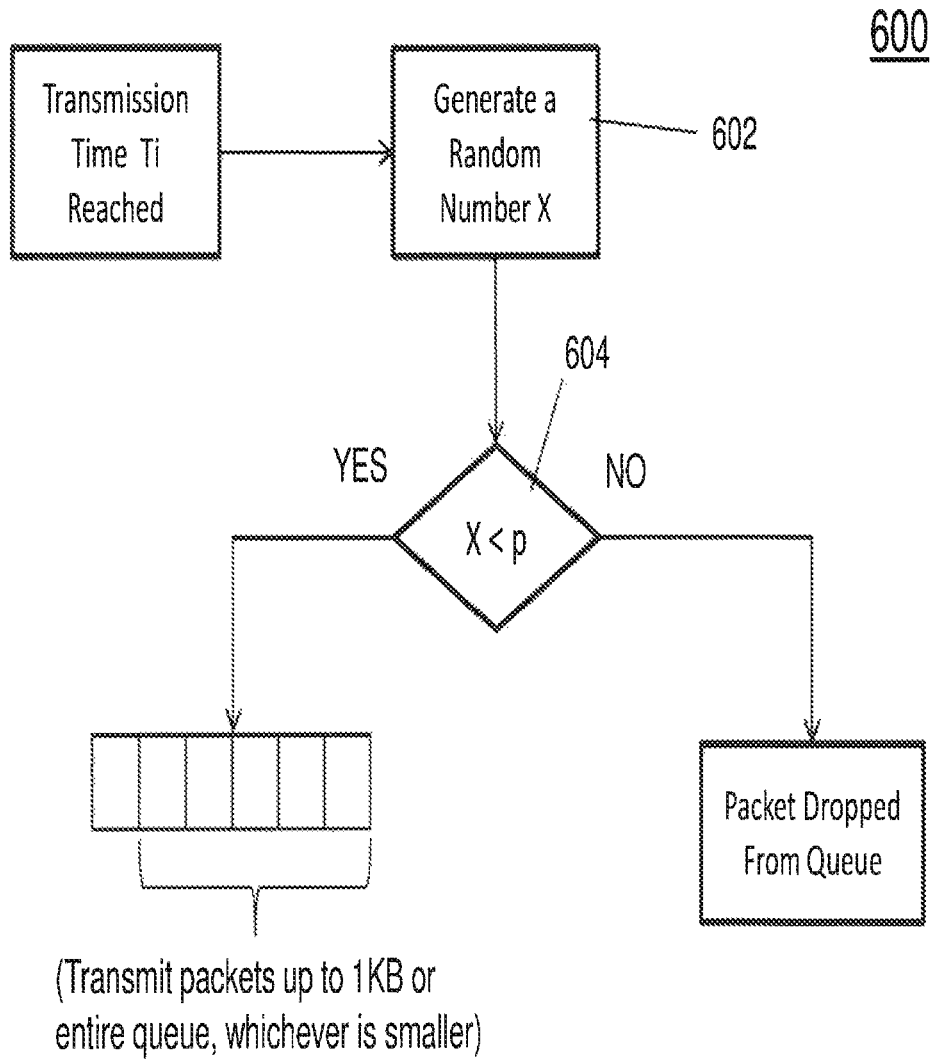 600
Transmission
Time Ti
Reached
Generate a
Random
Number X
602
604
YES
NO
X < p
Packet Dropped
From Queue
(Transmit packets up to 1KB or
entire queue, whichever is smaller)